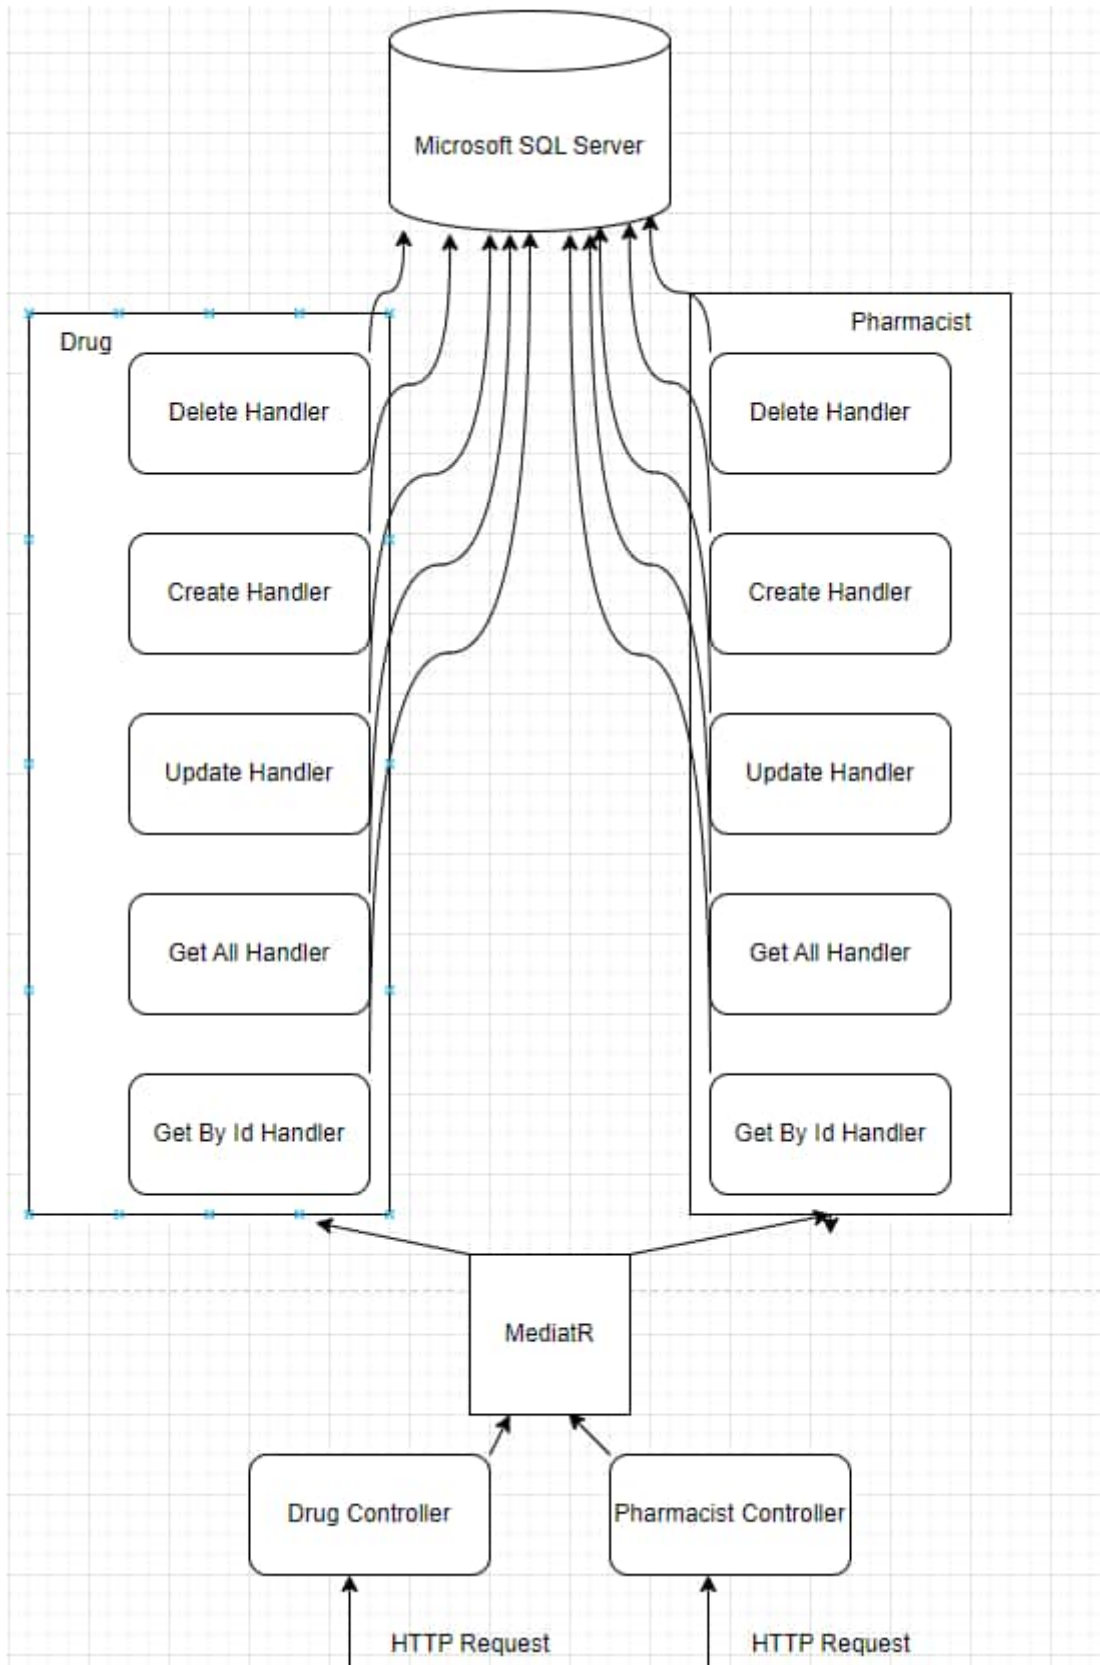 Microsoft SQL Server
Drug
Delete Handler
Create Handler
Update Handler
Get All Handler
Get By Id Handler
Pharmacist
Delete Handler
Create Handler
Update Handler
Get All Handler
Get By Id Handler
MediatR
Drug Controller
Pharmacist Controller
HTTP Request
HTTP Request